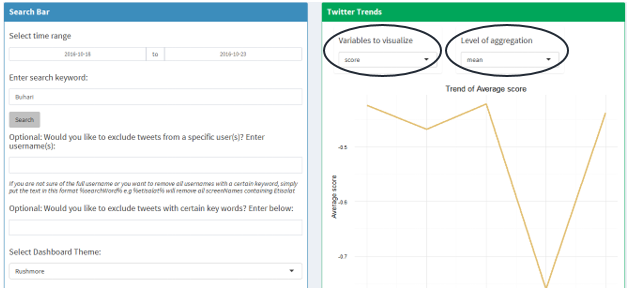 Search Bar
Select time range
2016-10-16 to 2016-10-23
Enter search keyword:
Buhari
Search
Optional: Would you like to exclude tweets from a specific user(s)? Enter
username(s):
If you are not sure of the full username or you want to remove all usernames with a certain keyword, simply
put the text in this format %searchWord% e.g %etisalat% will remove all screenNames containing Etisalat
Optional: Would you like to exclude tweets with certain key words? Enter below:
Select Dashboard Theme:
Rushmore
Twitter Trends
Variables to visualize
score
Level of aggregation
mean
Trend of Average score
Average score
-0.5
-0.6
-0.7